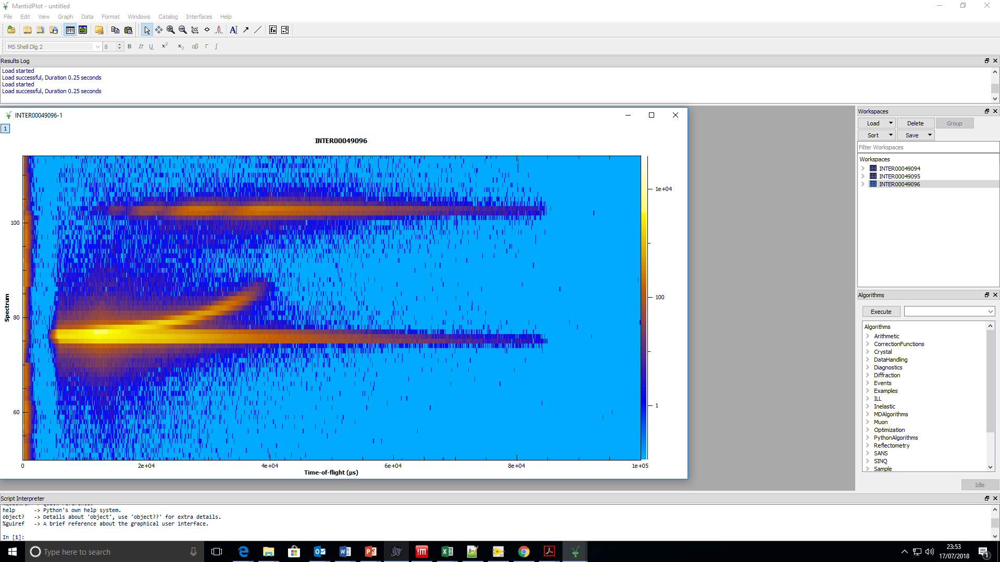 MantidPlot - untitled
File Edit View Graph Data Format Windows Catalog Interfaces Help
MS Shell Dlg 2 8 B It U x² x₂ αβ Γ ∫
Results Log
Load started
Load successful, Duration 0.25 seconds
Load started
Load successful, Duration 0.25 seconds
INTER00049096-1
1
INTER00049096
Spectrum
100
80
60
0 2e+04 4e+04 6e+04 8e+04 1e+05
Time-of-flight (µs)
1e+04
100
1
Workspaces
Load Delete Group
Sort Save
Filter Workspaces
Workspaces
INTER00049094
INTER00049095
INTER00049096
Algorithms
Execute
Algorithms
Arithmetic
CorrectionFunctions
Crystal
DataHandling
Diagnostics
Diffraction
Events
Examples
ILL
Inelastic
MDAlgorithms
Muon
Optimization
PythonAlgorithms
Reflectometry
SANS
SINQ
Sample
Idle
Script Interpreter
help -> Python's own help system.
object? -> Details about 'object', use 'object??' for extra details.
%guiref -> A brief reference about the graphical user interface.
In [1]:
Type here to search
23:53
17/07/2018
1